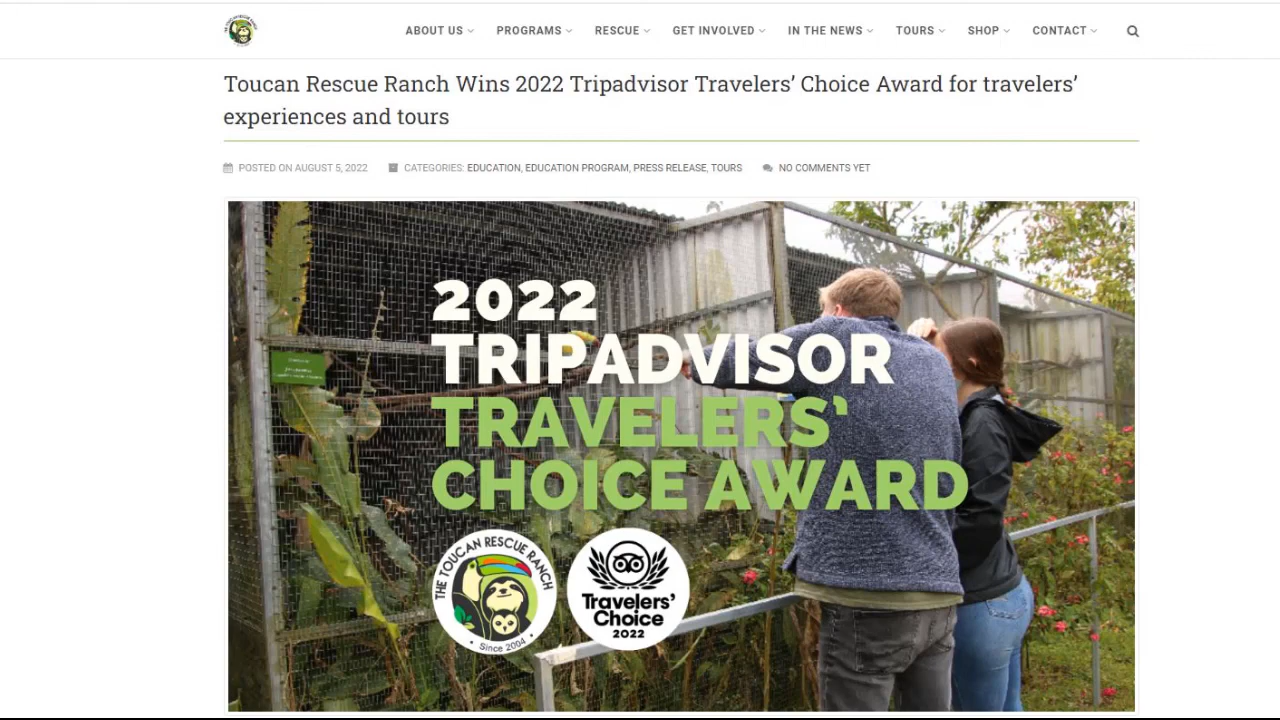 ABOUT US PROGRAMS RESCUE GET INVOLVED IN THE NEWS TOURS SHOP CONTACT
Toucan Rescue Ranch Wins 2022 Tripadvisor Travelers’ Choice Award for travelers’
experiences and tours
POSTED ON AUGUST 5, 2022 CATEGORIES: EDUCATION, EDUCATION PROGRAM, PRESS RELEASE, TOURS NO COMMENTS YET
2022
TRIPADVISOR
TRAVELERS’
CHOICE AWARD
THE TOUCAN RESCUE RANCH
• Since 2004 •
Travelers’
Choice
2022